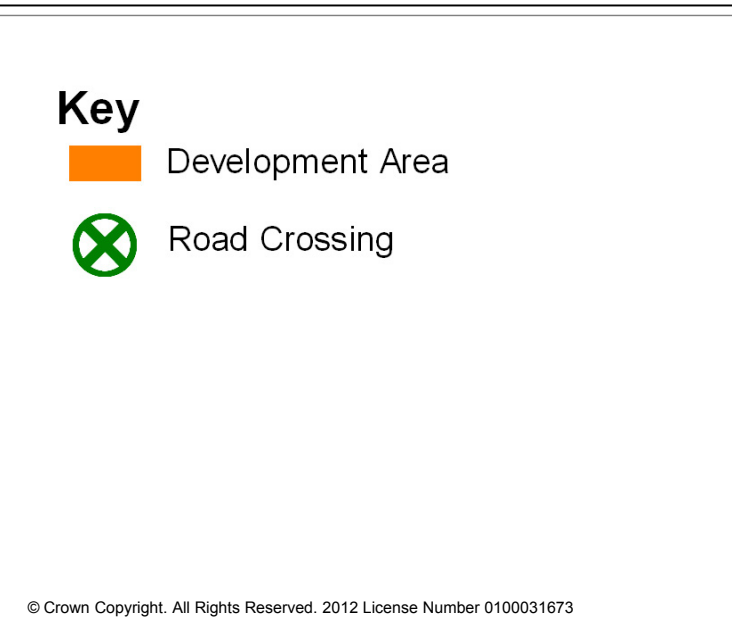 Key
Development Area
Road Crossing
© Crown Copyright. All Rights Reserved. 2012 License Number 0100031673